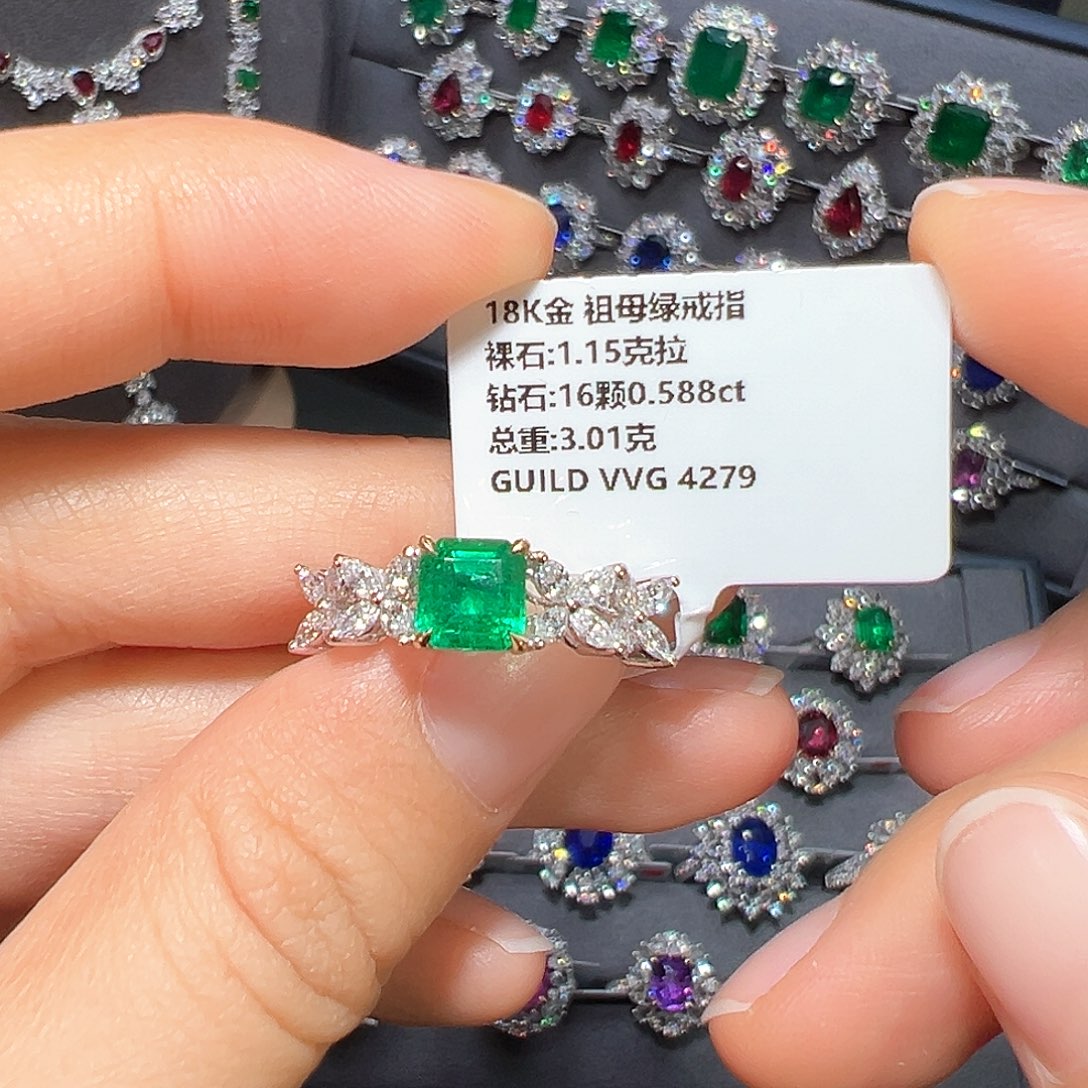 18K金 祖母绿戒指
裸石:1.15克拉
钻石:16颗0.588ct
总重:3.01克
GUILD VVG 4279